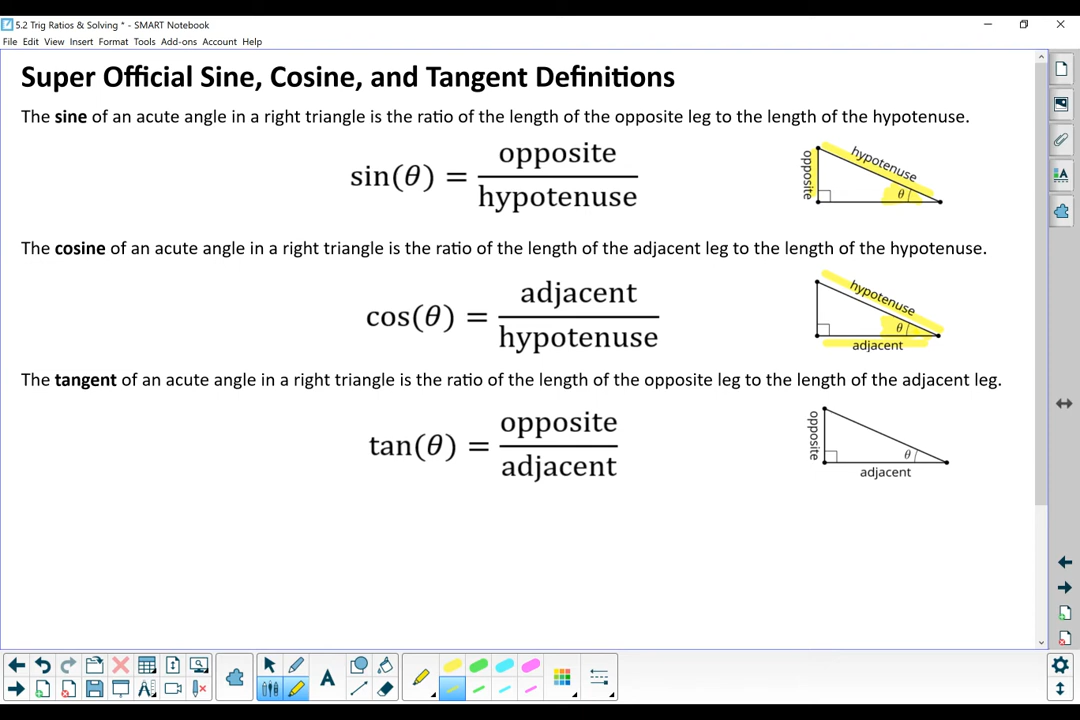 5.2 Trig Ratios & Solving * - SMART Notebook
File Edit View Insert Format Tools Add-ons Account Help
Super Official Sine, Cosine, and Tangent Definitions
The sine of an acute angle in a right triangle is the ratio of the length of the opposite leg to the length of the hypotenuse.
sin(θ) = opposite / hypotenuse
opposite
hypotenuse
θ
The cosine of an acute angle in a right triangle is the ratio of the length of the adjacent leg to the length of the hypotenuse.
cos(θ) = adjacent / hypotenuse
hypotenuse
θ
adjacent
The tangent of an acute angle in a right triangle is the ratio of the length of the opposite leg to the length of the adjacent leg.
tan(θ) = opposite / adjacent
opposite
θ
adjacent